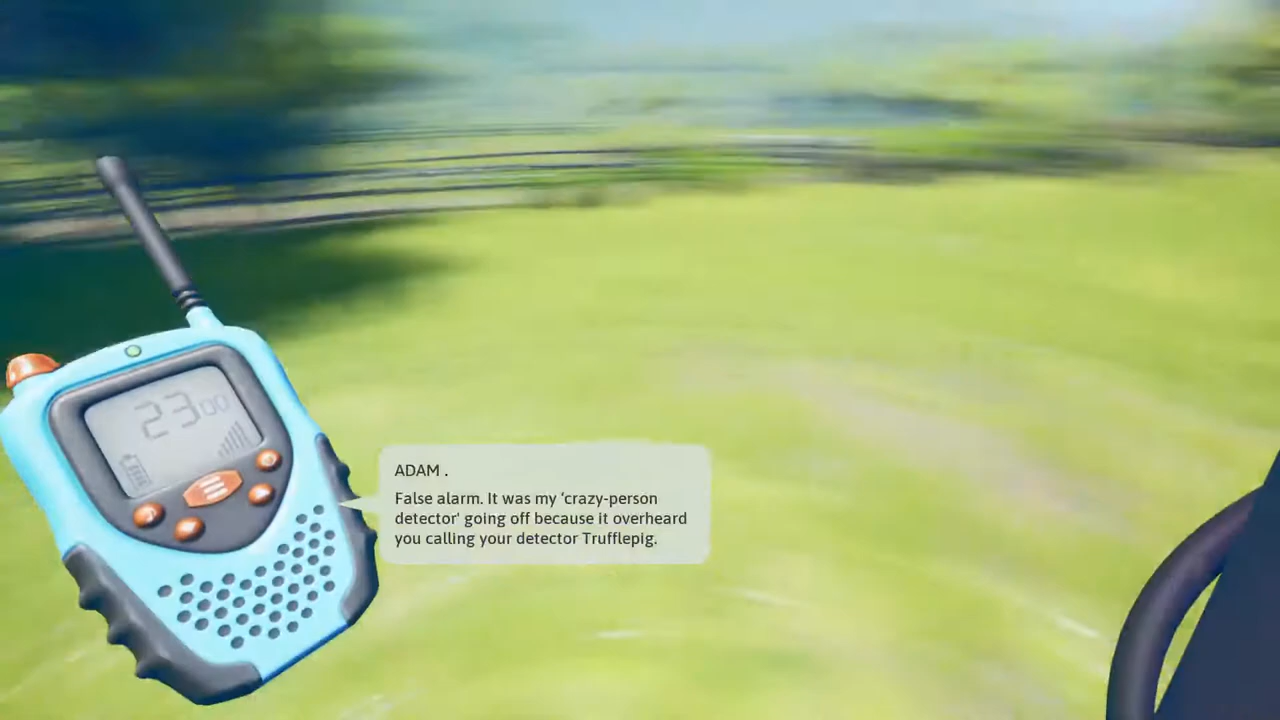 2300
ADAM .
False alarm. It was my 'crazy-person
detector' going off because it overheard
you calling your detector Trufflepig.